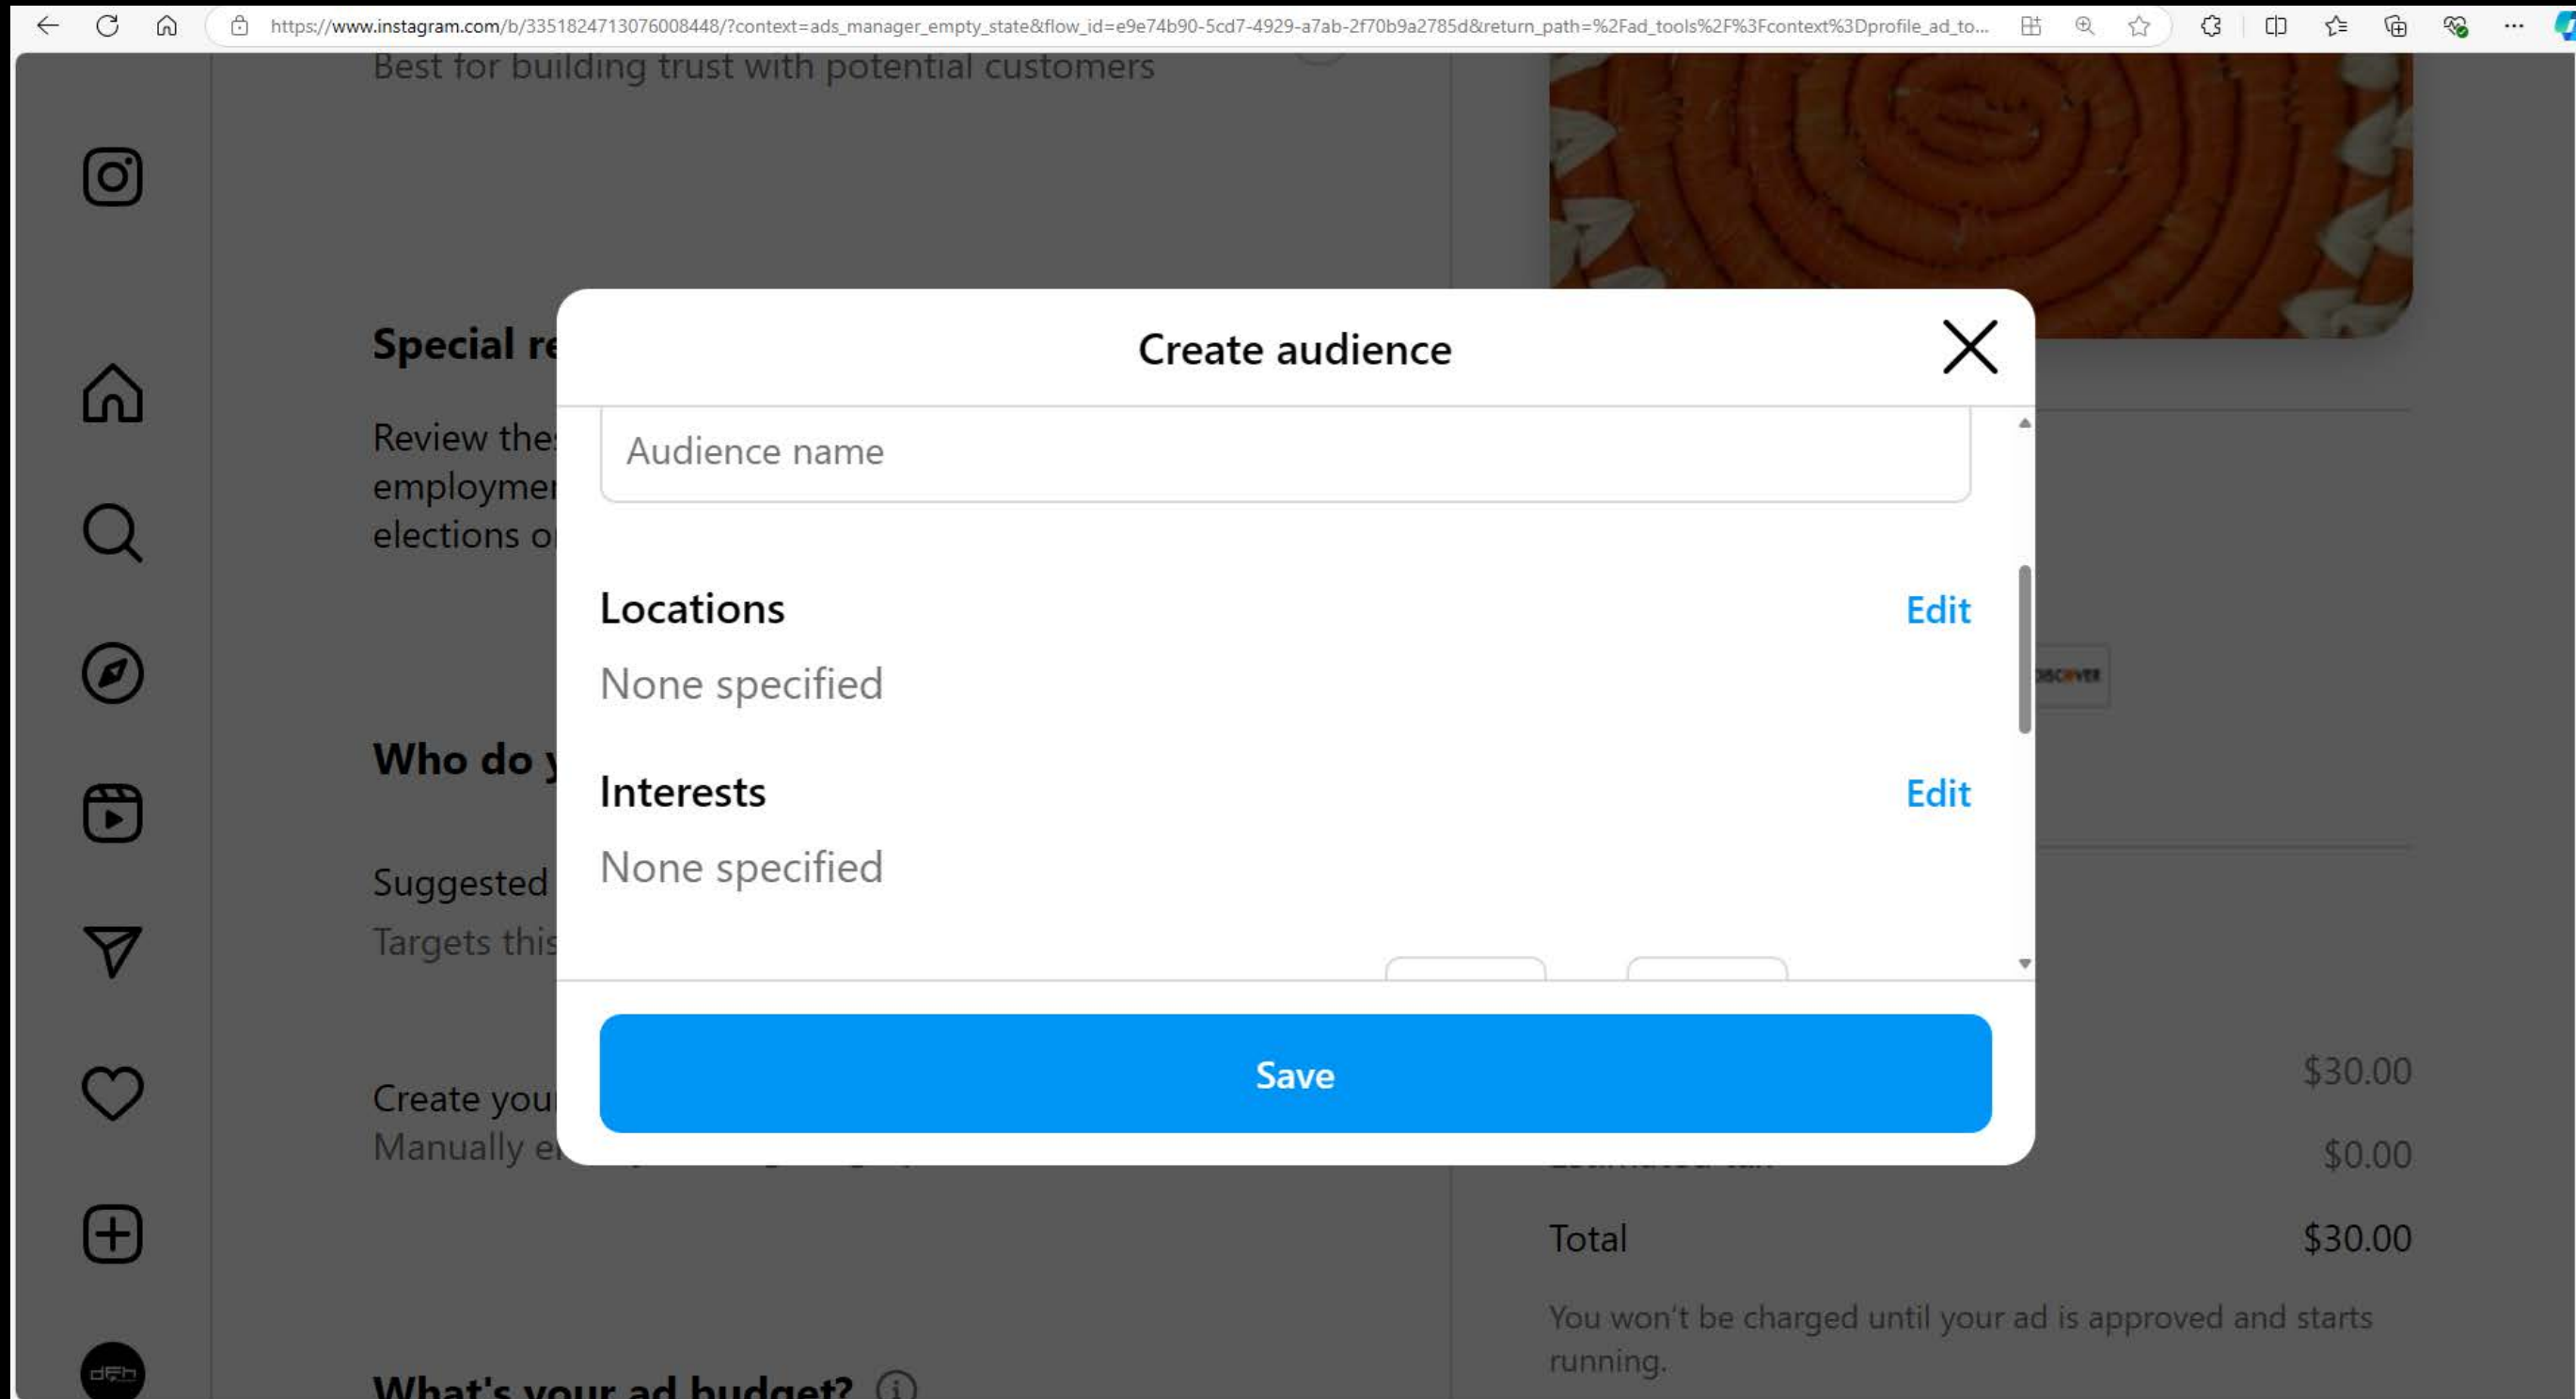 https://www.instagram.com/b/3351824713076008448/?context=ads_manager_empty_state&flow_id=e9e74b90-5cd7-4929-a7ab-2f70b9a2785d&return_path=%2Fad_tools%2F%3Fcontext%3Dprofile_ad_to...
Best for building trust with potential customers
Create audience
Special re
Review thes
employmen
elections o
Audience name
Locations
Edit
None specified
DISCOVER
Who do y
Interests
Edit
None specified
Suggested
Targets this
Save
Create your
Manually e
$30.00
$0.00
Total
$30.00
You won't be charged until your ad is approved and starts
running.
What's your ad budget?